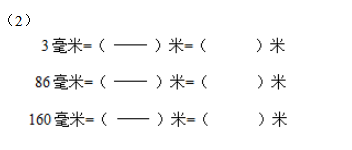 （2）
3毫米=（ —— ）米=（ ）米
86毫米=（ —— ）米=（ ）米
160毫米=（ —— ）米=（ ）米